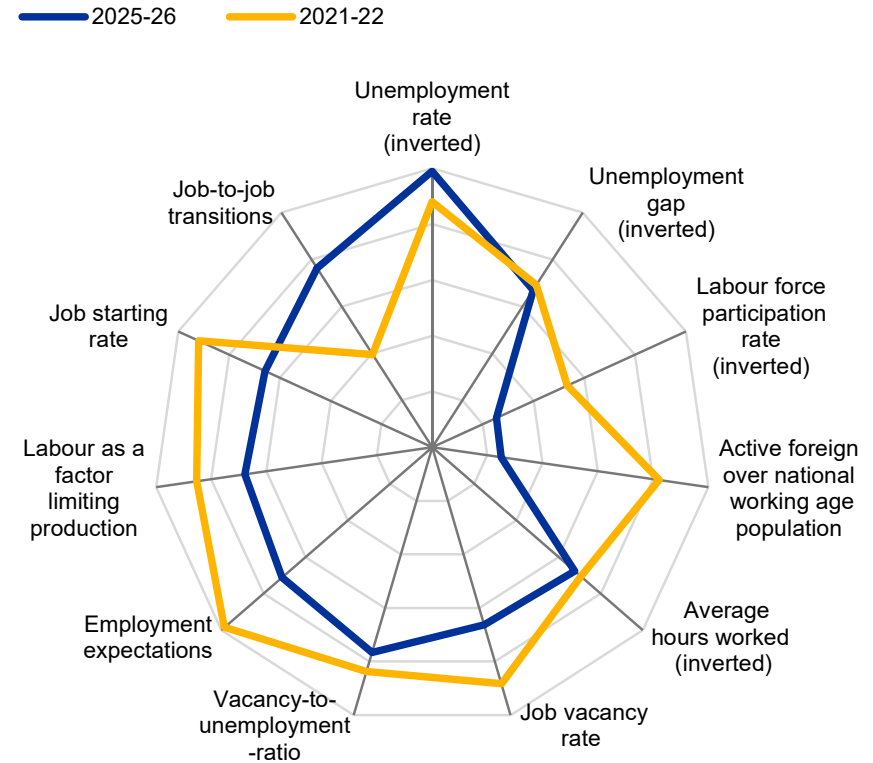 2025-26
2021-22
Unemployment
rate
(inverted)
Unemployment
gap
(inverted)
Labour force
participation
rate
(inverted)
Active foreign
over national
working age
population
Average
hours worked
(inverted)
Job vacancy
rate
Vacancy-to-
unemployment
-ratio
Employment
expectations
Labour as a
factor
limiting
production
Job starting
rate
Job-to-job
transitions